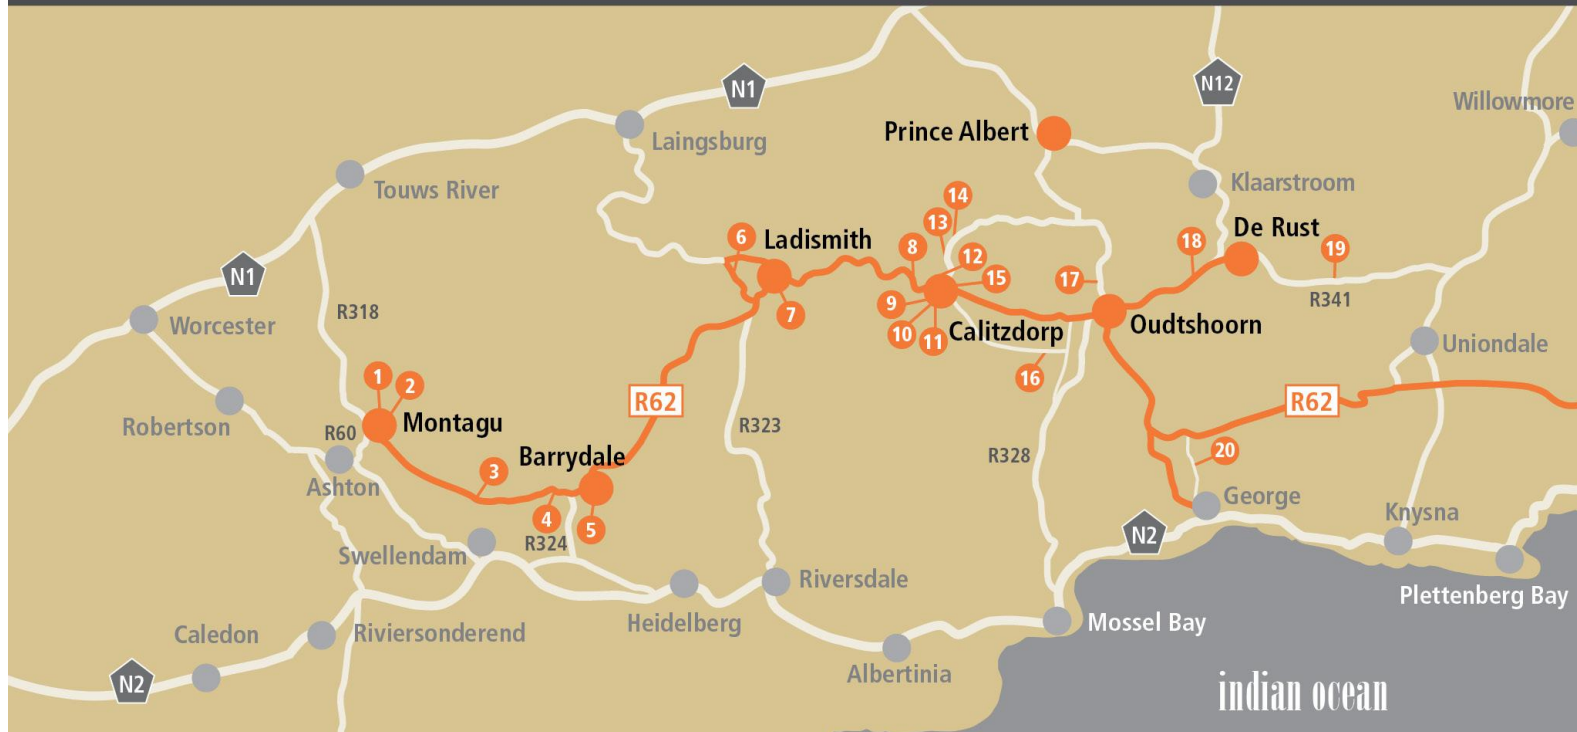 N1
N12
Willowmore
Prince Albert
Laingsburg
Touws River
Klaarstroom
14
13
De Rust
6
Ladismith
8
12
18
19
15
17
N1
R341
9
7
R318
Worcester
10
11
Calitzdorp
Oudtshoorn
Uniondale
1
2
16
R62
R62
Robertson
R60
Montagu
R323
Barrydale
R328
20
3
Ashton
George
4
5
Knysna
R324
N2
Swellendam
Riversdale
Plettenberg Bay
Caledon
Riviersonderend
Heidelberg
Mossel Bay
Albertinia
N2
indian ocean